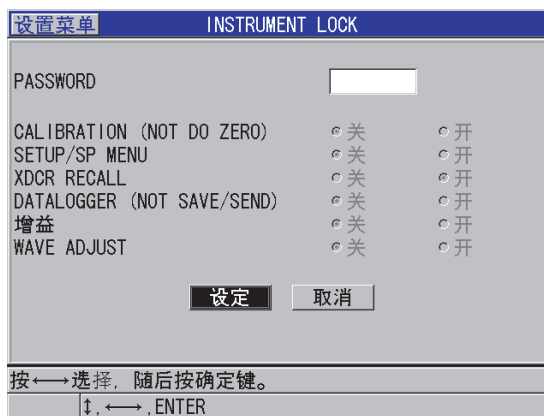 设置菜单 INSTRUMENT LOCK
PASSWORD
CALIBRATION (NOT DO ZERO) 关 开
SETUP/SP MENU 关 开
XDCR RECALL 关 开
DATALOGGER (NOT SAVE/SEND) 关 开
增益 关 开
WAVE ADJUST 关 开
设定 取消
按←→选择, 随后按确定键。
↕,←→,ENTER